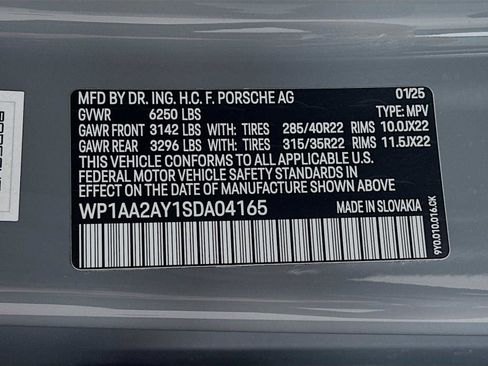 MFD BY DR. ING. H.C. F. PORSCHE AG 01/25
GVWR 6250 LBS TYPE: MPV
GAWR FRONT 3142 LBS WITH: TIRES 285/40R22 RIMS 10.0JX22
GAWR REAR 3296 LBS WITH: TIRES 315/35R22 RIMS 11.5JX22
THIS VEHICLE CONFORMS TO ALL APPLICABLE
FEDERAL MOTOR VEHICLE SAFETY STANDARDS IN
EFFECT ON THE DATE OF MANUFACTURE SHOWN ABOVE.
WP1AA2AY1SDA04165 MADE IN SLOVAKIA
9Y0.010.016.CK